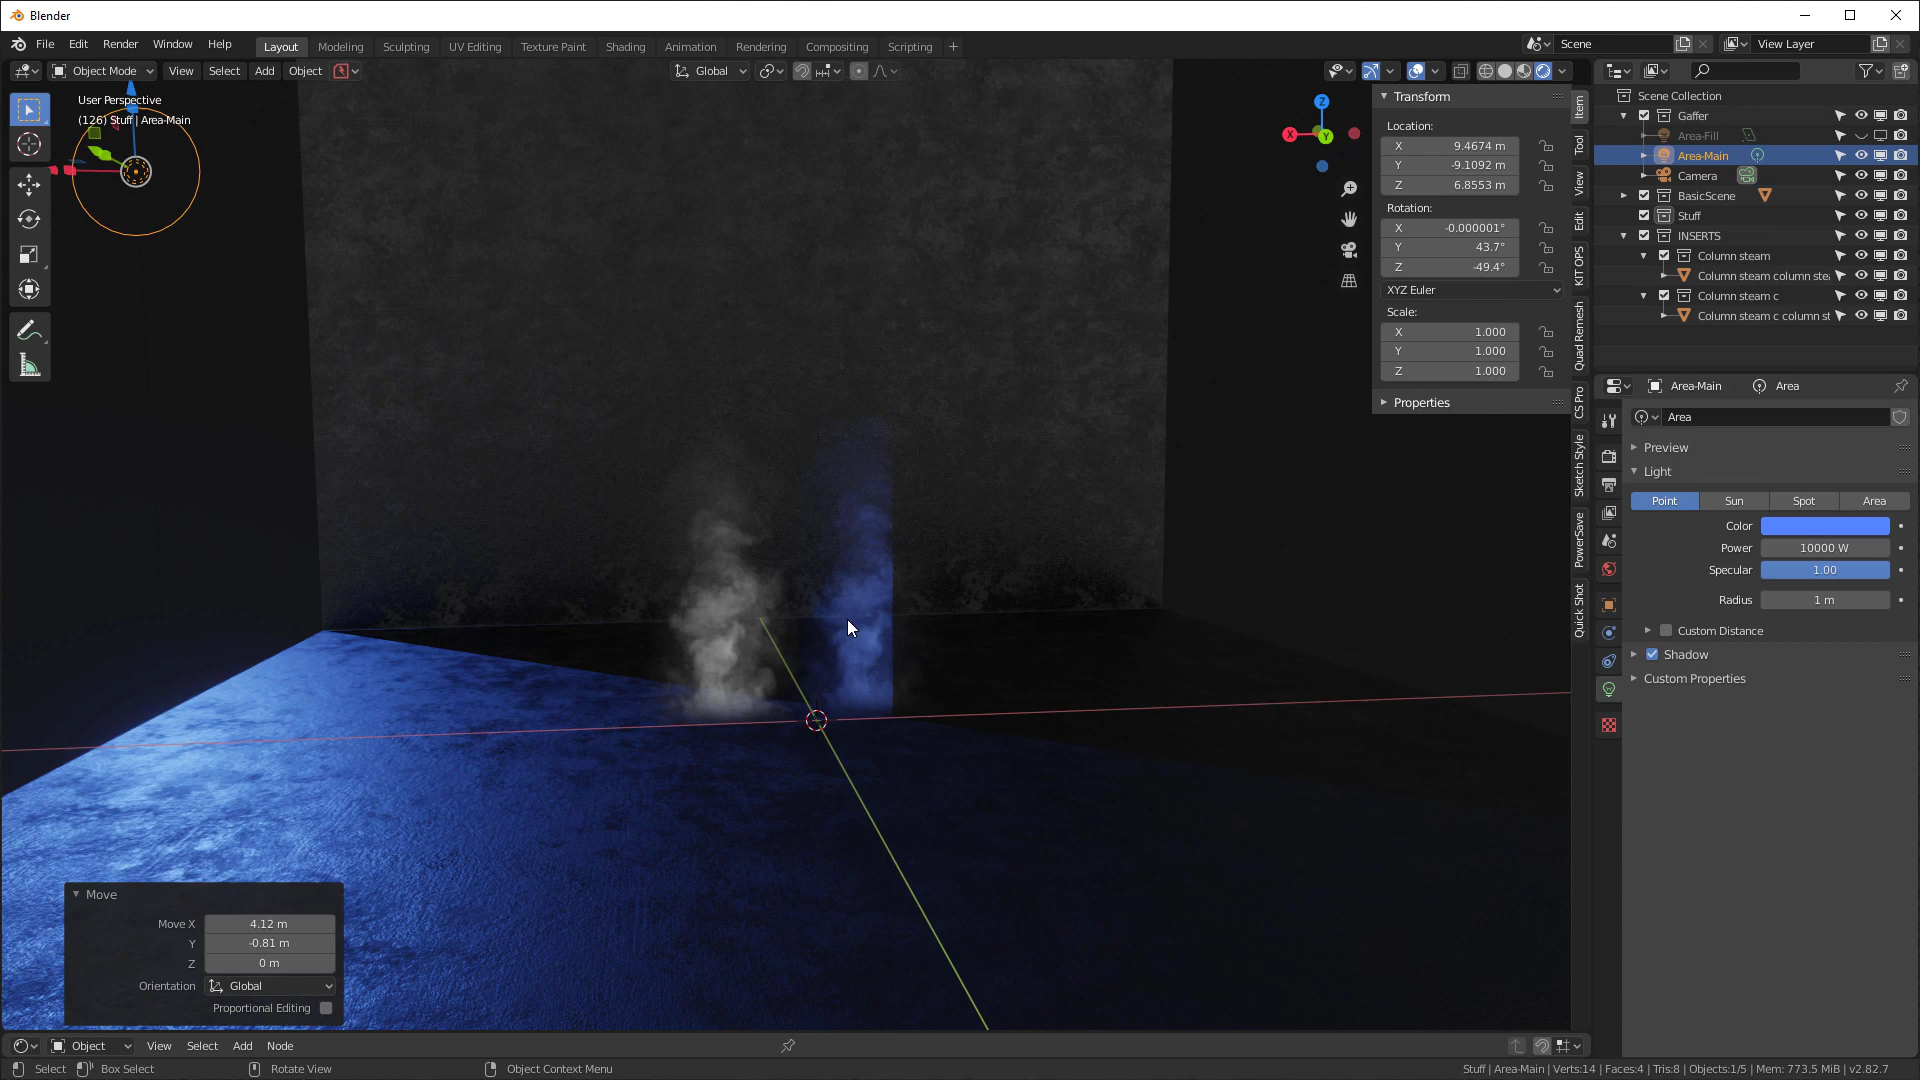 Blender
File Edit Render Window Help Layout Modeling Sculpting UV Editing Texture Paint Shading Animation Rendering Compositing Scripting + Scene View Layer
Object Mode View Select Add Object Global
User Perspective
(126) Stuff | Area-Main
Z
X
Y
Transform
Location:
X 9.4674 m
Y -9.1092 m
Z 6.8553 m
Rotation:
X -0.000001°
Y 43.7°
Z -49.4°
XYZ Euler
Scale:
X 1.000
Y 1.000
Z 1.000
Properties
Item
Tool
View
Edit
KIT OPS
Quad Remesh
CS Pro
Sketch Style
PowerSave
Quick Shot
Scene Collection
Gaffer
Area-Fill
Area-Main
Camera
BasicScene
Stuff
INSERTS
Column steam
Column steam column stea
Column steam c
Column steam c column st
Area-Main Area
Area
Preview
Light
Point Sun Spot Area
Color
Power 10000 W
Specular 1.00
Radius 1 m
Custom Distance
Shadow
Custom Properties
Move
Move X 4.12 m
Y -0.81 m
Z 0 m
Orientation Global
Proportional Editing
Object View Select Add Node
Select Box Select Rotate View Object Context Menu Stuff | Area-Main | Verts:14 | Faces:4 | Tris:8 | Objects:1/5 | Mem: 773.5 MiB | v2.82.7